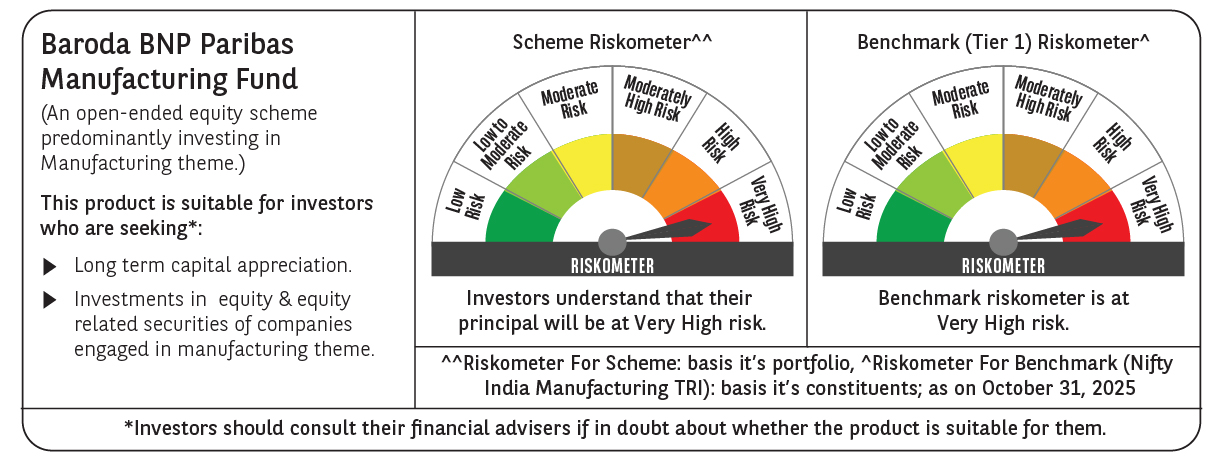 Baroda BNP Paribas
Manufacturing Fund
(An open-ended equity scheme
predominantly investing in
Manufacturing theme.)
This product is suitable for investors
who are seeking*:
Long term capital appreciation.
Investments in equity & equity
related securities of companies
engaged in manufacturing theme.
Scheme Riskometer^^
Low
Risk
Low to
Moderate
Risk
Moderate
Risk
Moderately
High Risk
High
Risk
Very High
Risk
RISKOMETER
Investors understand that their
principal will be at Very High risk.
Benchmark (Tier 1) Riskometer^
Low
Risk
Low to
Moderate
Risk
Moderate
Risk
Moderately
High Risk
High
Risk
Very High
Risk
RISKOMETER
Benchmark riskometer is at
Very High risk.
^^Riskometer For Scheme: basis it's portfolio, ^Riskometer For Benchmark (Nifty
India Manufacturing TRI): basis it's constituents; as on October 31, 2025
*Investors should consult their financial advisers if in doubt about whether the product is suitable for them.